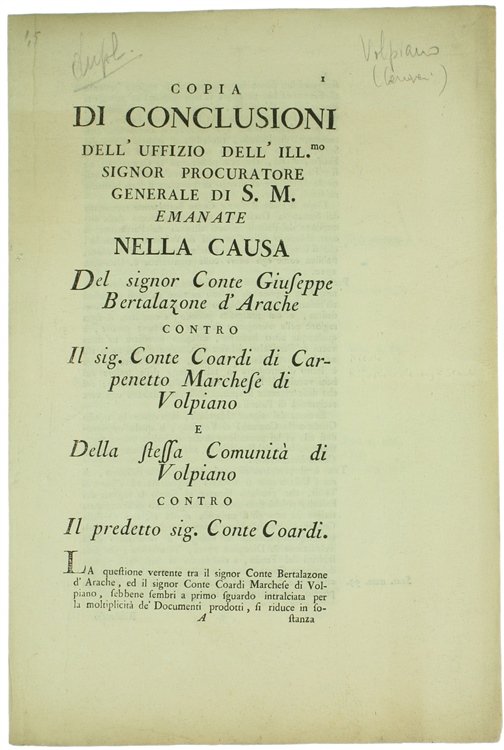 1,5
Volpiano
1
COPIA
DI CONCLUSIONI
DELL' UFFIZIO DELL' ILL.mo
SIGNOR PROCURATORE
GENERALE DI S. M.
EMANATE
NELLA CAUSA
Del signor Conte Giuſeppe
Bertalazone d'Arache
CONTRO
Il sig. Conte Coardi di Car-
penetto Marcheſe di
Volpiano
E
Della ſteſſa Comunità di
Volpiano
CONTRO
Il predetto sig. Conte Coardi.
LA queſtione vertente tra il signor Conte Bertalazone
d' Arache, ed il signor Conte Coardi Marcheſe di Vol-
piano, ſebbene ſembri a primo ſguardo intralciata per
la moltiplicità de' Documenti prodotti, ſi riduce in ſo-
A ſtanza